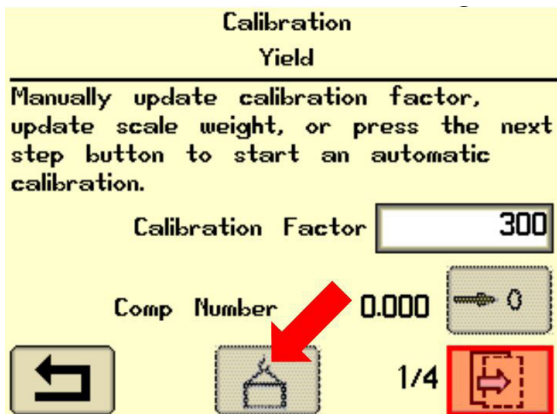 Calibration
Yield
Manually update calibration factor,
update scale weight, or press the next
step button to start an automatic
calibration.
Calibration Factor 300
Comp Number 0.000 0
1/4